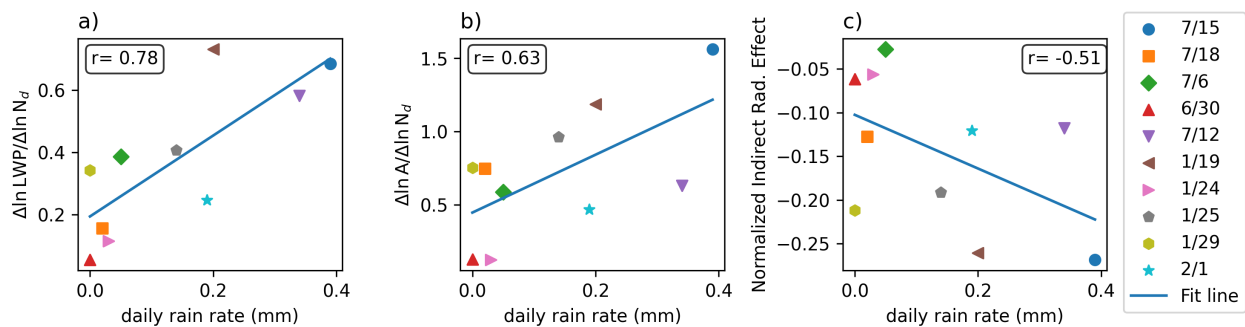 a)
r= 0.78
Δln LWP/Δln N_d
0.6
0.4
0.2
0.0
0.2
0.4
daily rain rate (mm)
b)
r= 0.63
Δln A/Δln N_d
1.5
1.0
0.5
0.0
0.2
0.4
daily rain rate (mm)
c)
r= -0.51
Normalized Indirect Rad. Effect
−0.05
−0.10
−0.15
−0.20
−0.25
0.0
0.2
0.4
daily rain rate (mm)
7/15
7/18
7/6
6/30
7/12
1/19
1/24
1/25
1/29
2/1
Fit line